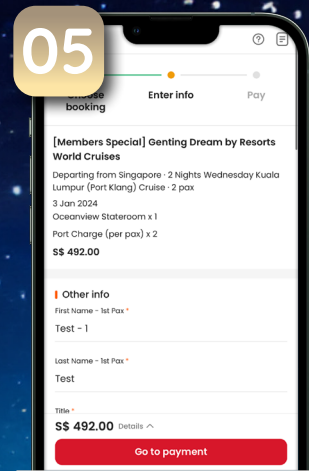 05
Choose
booking
Enter info
Pay
[Members Special] Genting Dream by Resorts
World Cruises
Departing from Singapore · 2 Nights Wednesday Kuala
Lumpur (Port Klang) Cruise · 2 pax
3 Jan 2024
Oceanview Stateroom x 1
Port Charge (per pax) x 2
S$ 492.00
Other info
First Name - 1st Pax *
Test - 1
Last Name - 1st Pax *
Test
Title *
S$ 492.00 Details
Go to payment